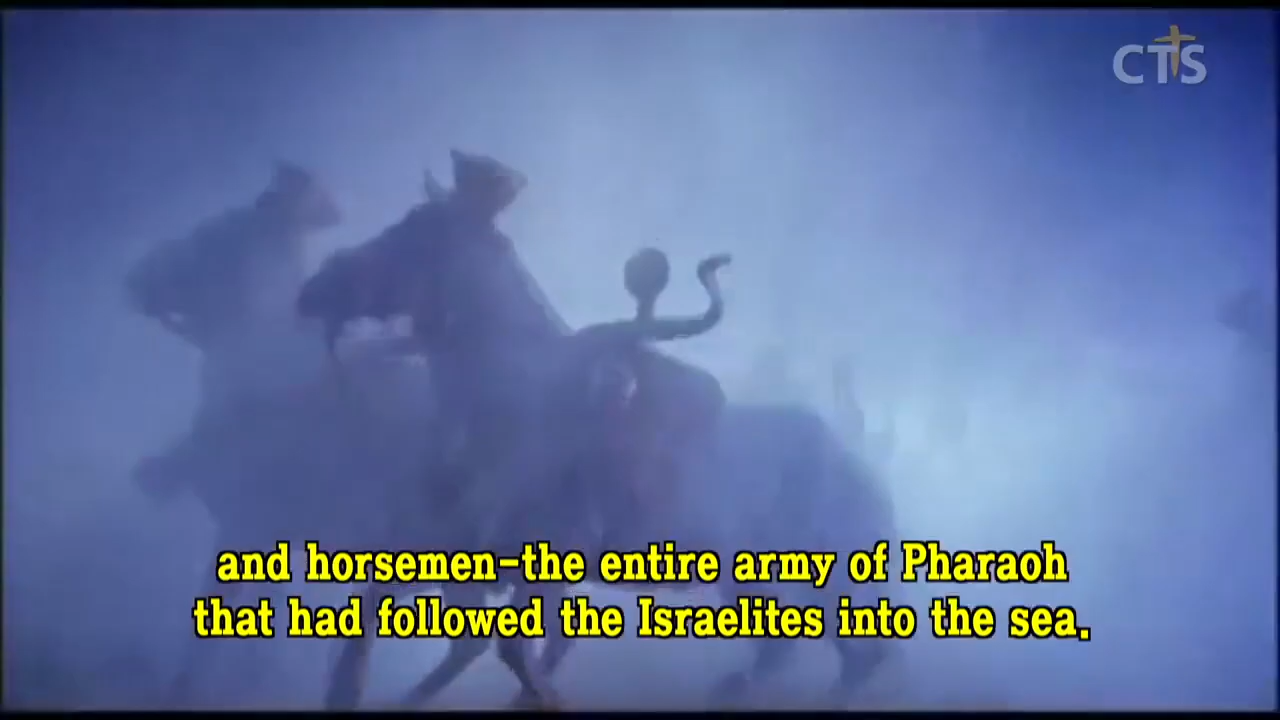 CTS
and horsemen-the entire army of Pharaoh
that had followed the Israelites into the sea.